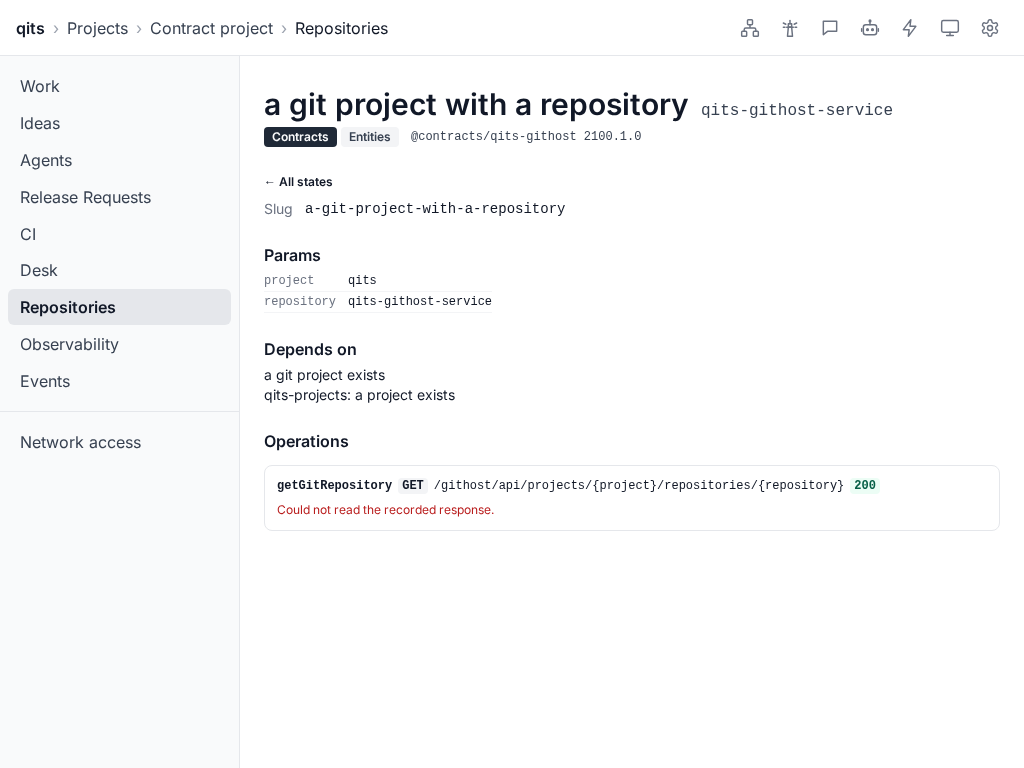 qits › Projects › Contract project › Repositories
Work
Ideas
Agents
Release Requests
CI
Desk
Repositories
Observability
Events
Network access
a git project with a repository qits-githost-service
Contracts Entities @contracts/qits-githost 2100.1.0
← All states
Slug a-git-project-with-a-repository
Params
project qits
repository qits-githost-service
Depends on
a git project exists
qits-projects: a project exists
Operations
getGitRepository GET /githost/api/projects/{project}/repositories/{repository} 200
Could not read the recorded response.